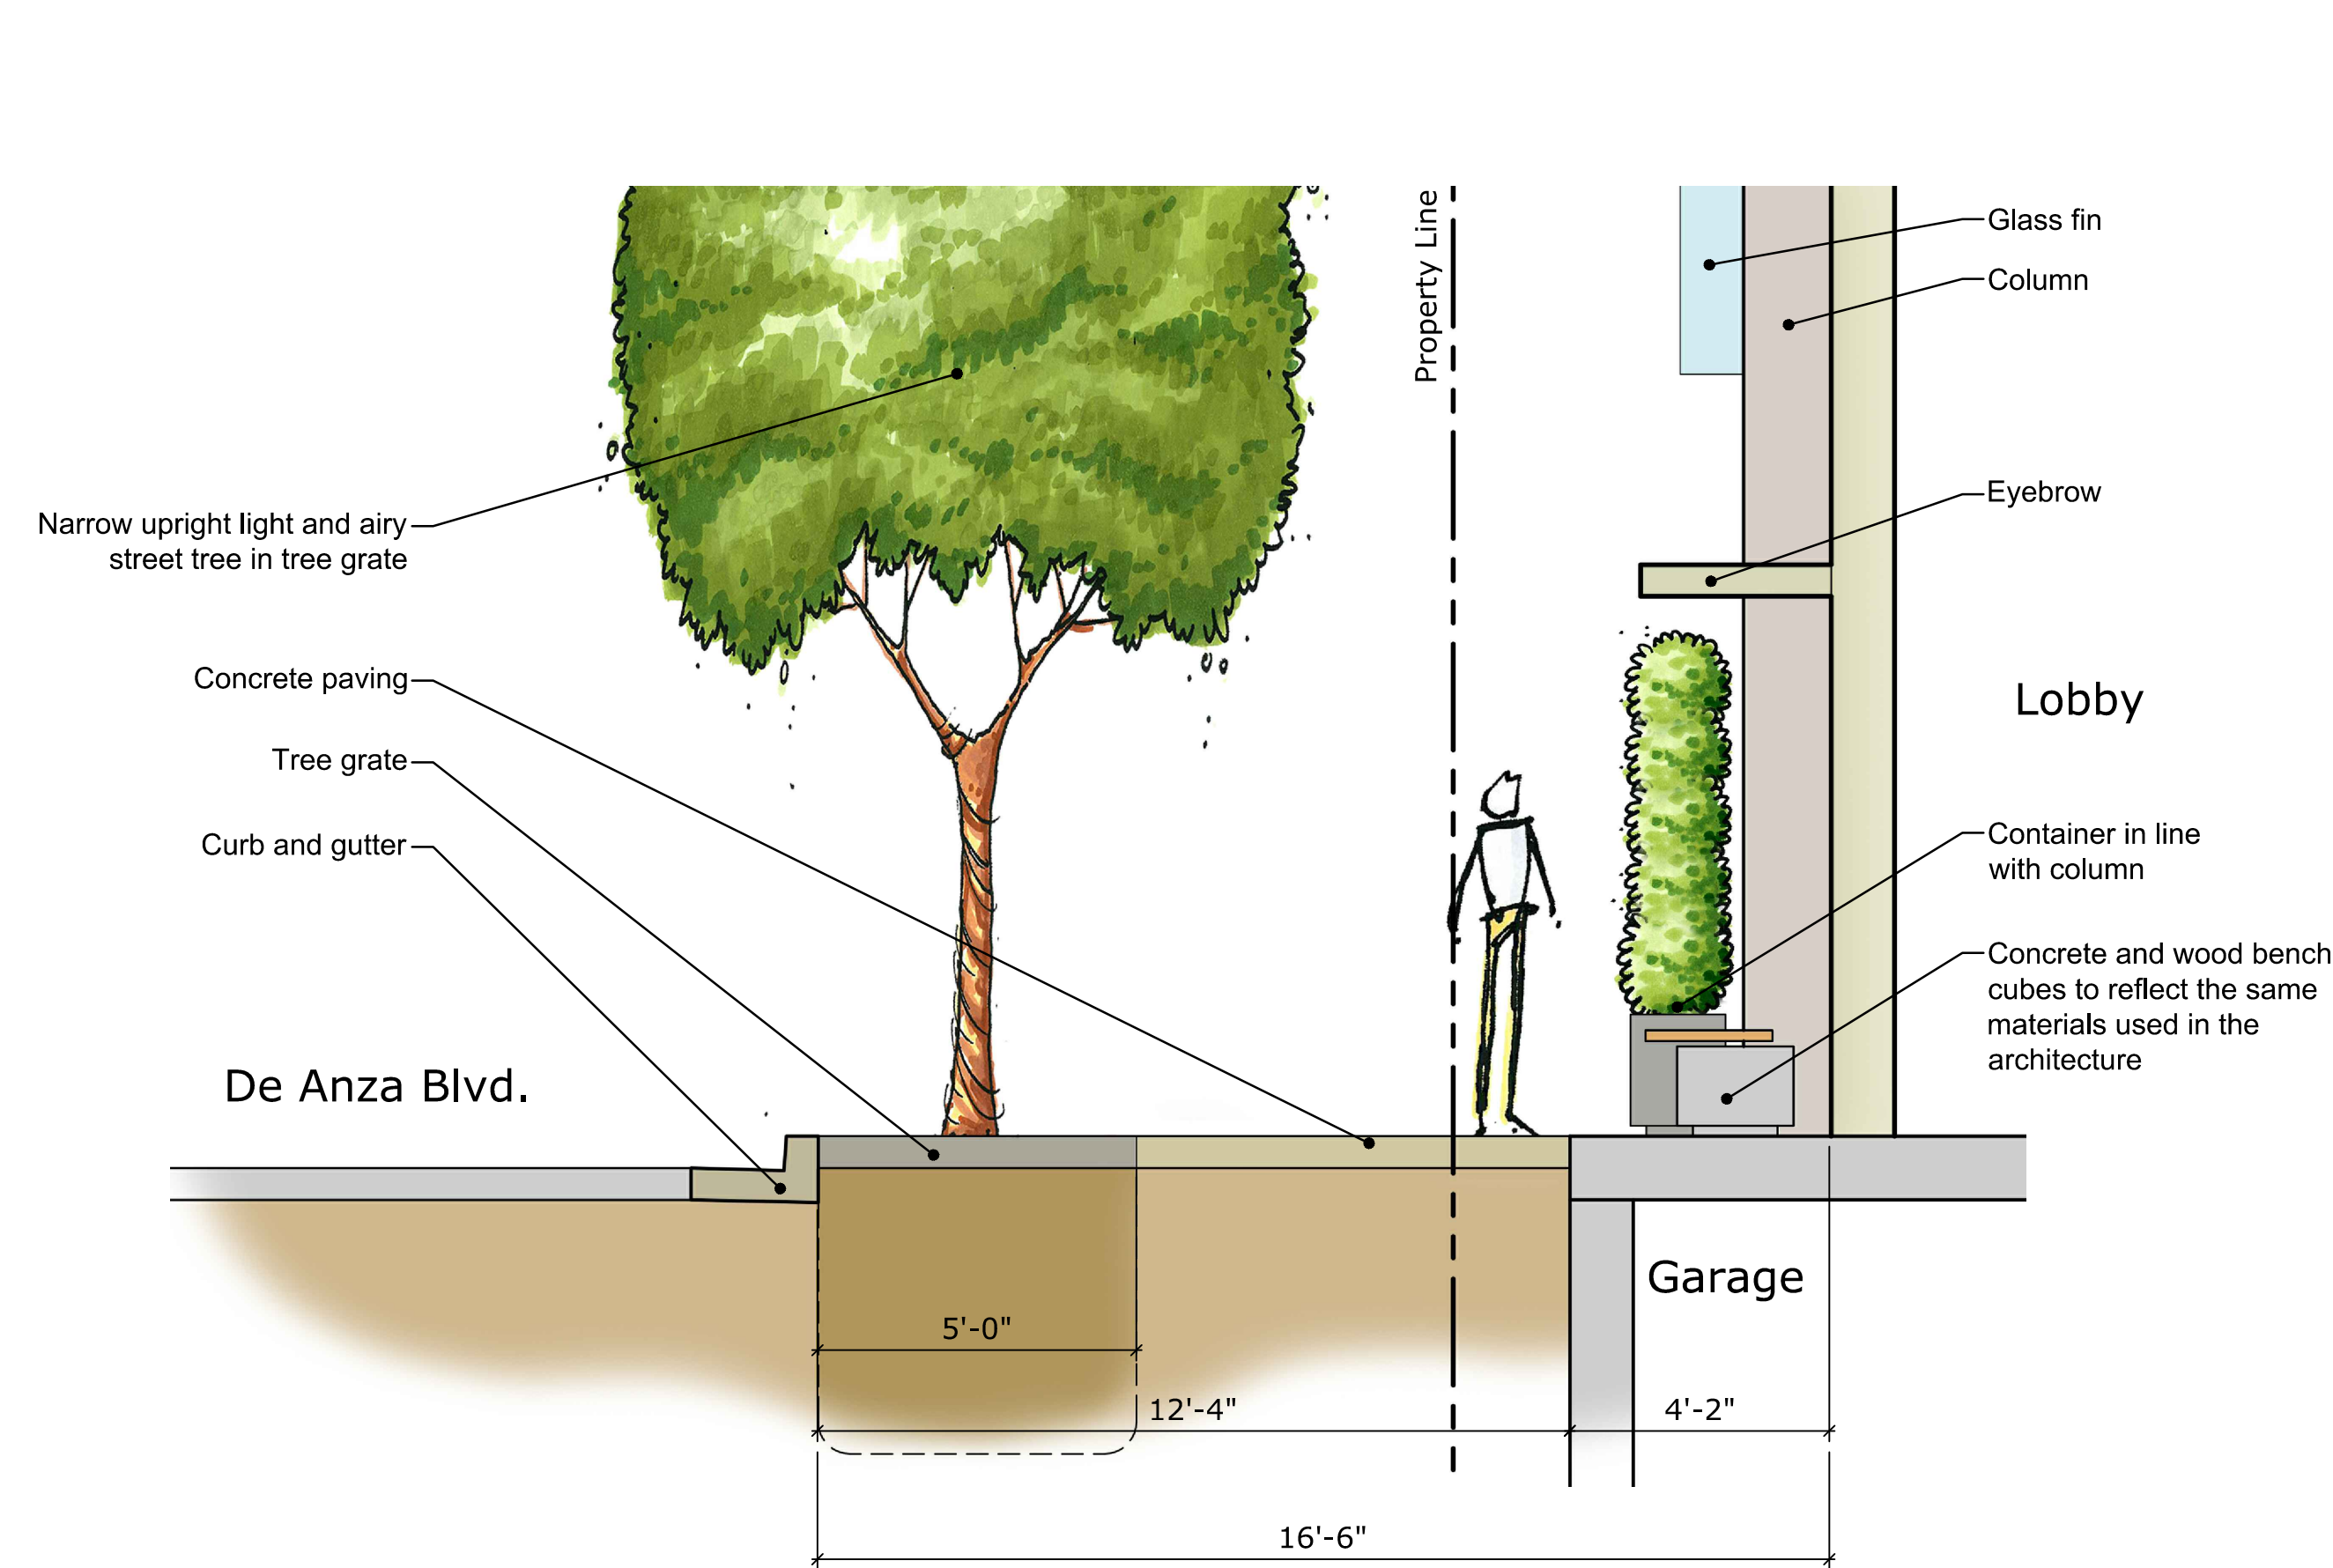 Property Line
Glass fin
Column
Eyebrow
Narrow upright light and airy
street tree in tree grate
Concrete paving
Lobby
Tree grate
Curb and gutter
Container in line
with column
Concrete and wood bench
cubes to reflect the same
materials used in the
architecture
De Anza Blvd.
Garage
5'-0"
12'-4"
4'-2"
16'-6"